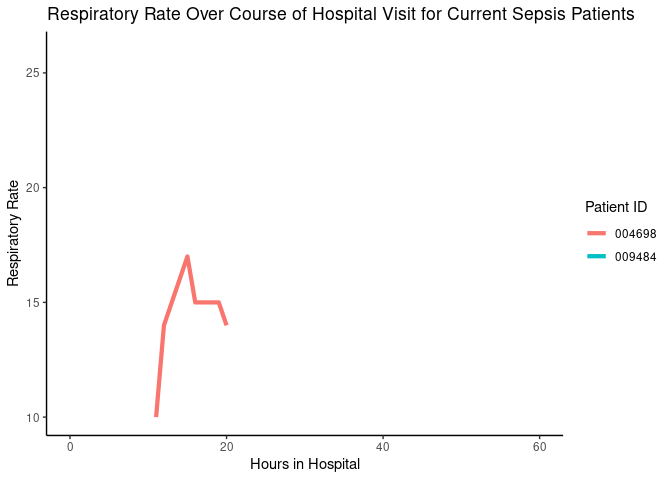 Respiratory Rate Over Course of Hospital Visit for Current Sepsis Patients
25
20
15
10
Respiratory Rate
0 20 40 60
Hours in Hospital
Patient ID
004698
009484